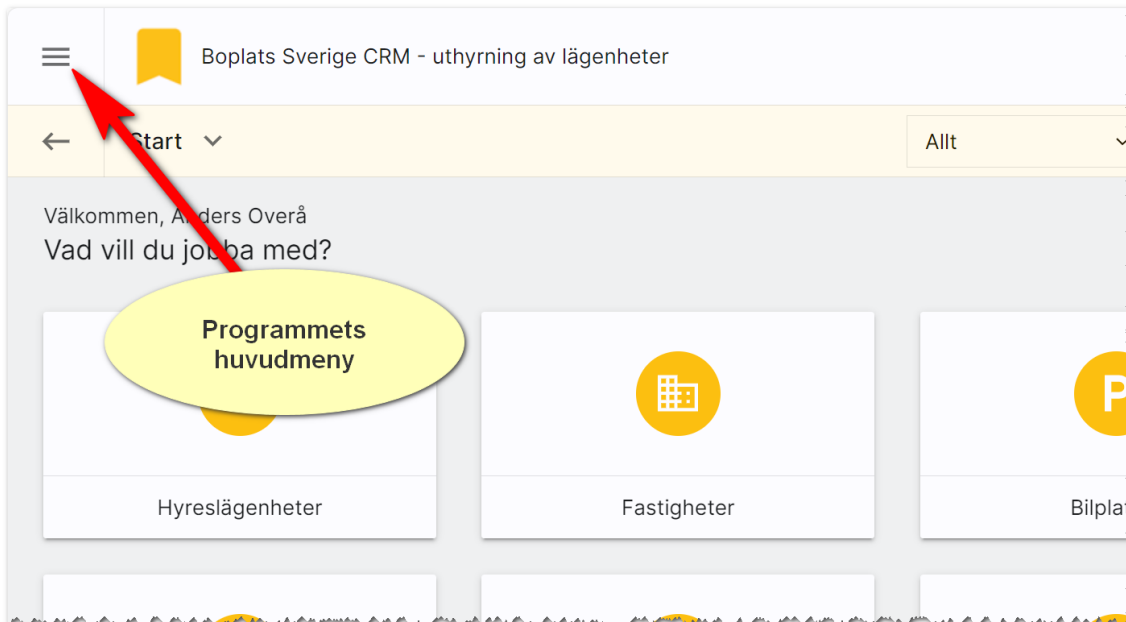 Boplats Sverige CRM - uthyrning av lägenheter
Start
Allt
Välkommen, Anders Overå
Vad vill du jobba med?
Programmets
huvudmeny
P
Hyreslägenheter
Fastigheter
Bilpla